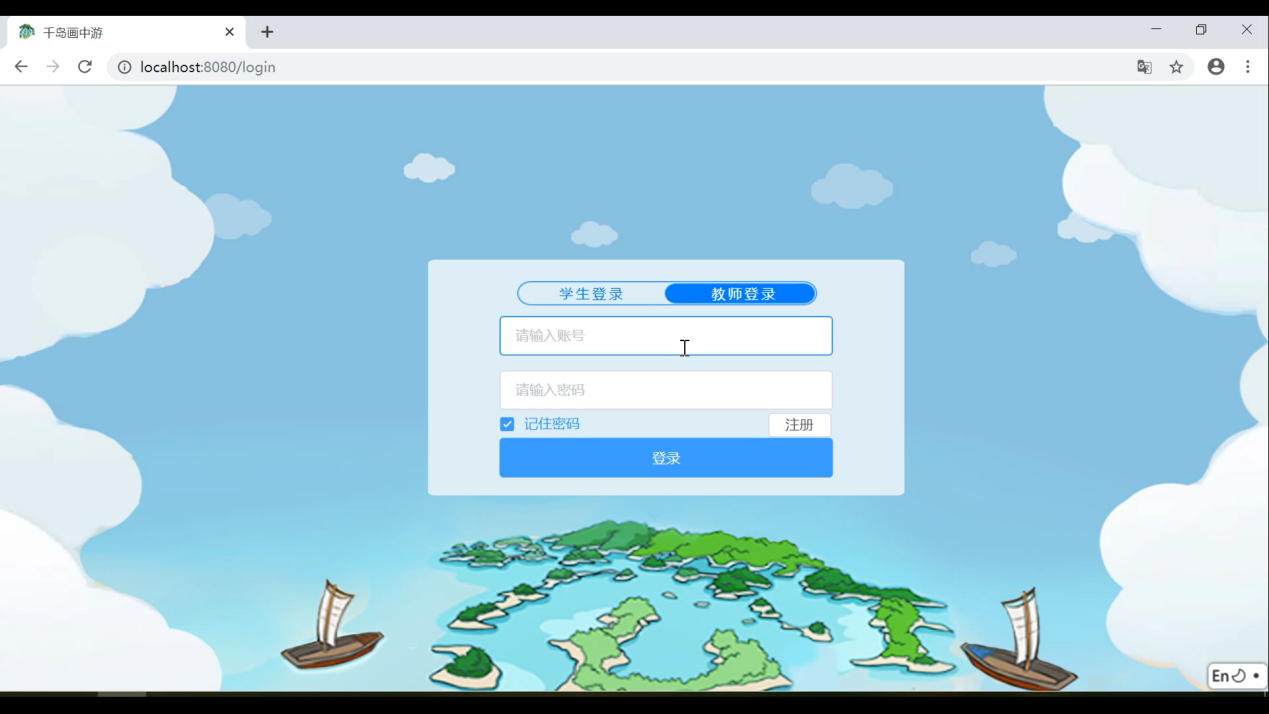 千岛画中游
localhost:8080/login
学生登录 教师登录
请输入账号
请输入密码
记住密码 注册
登录
En